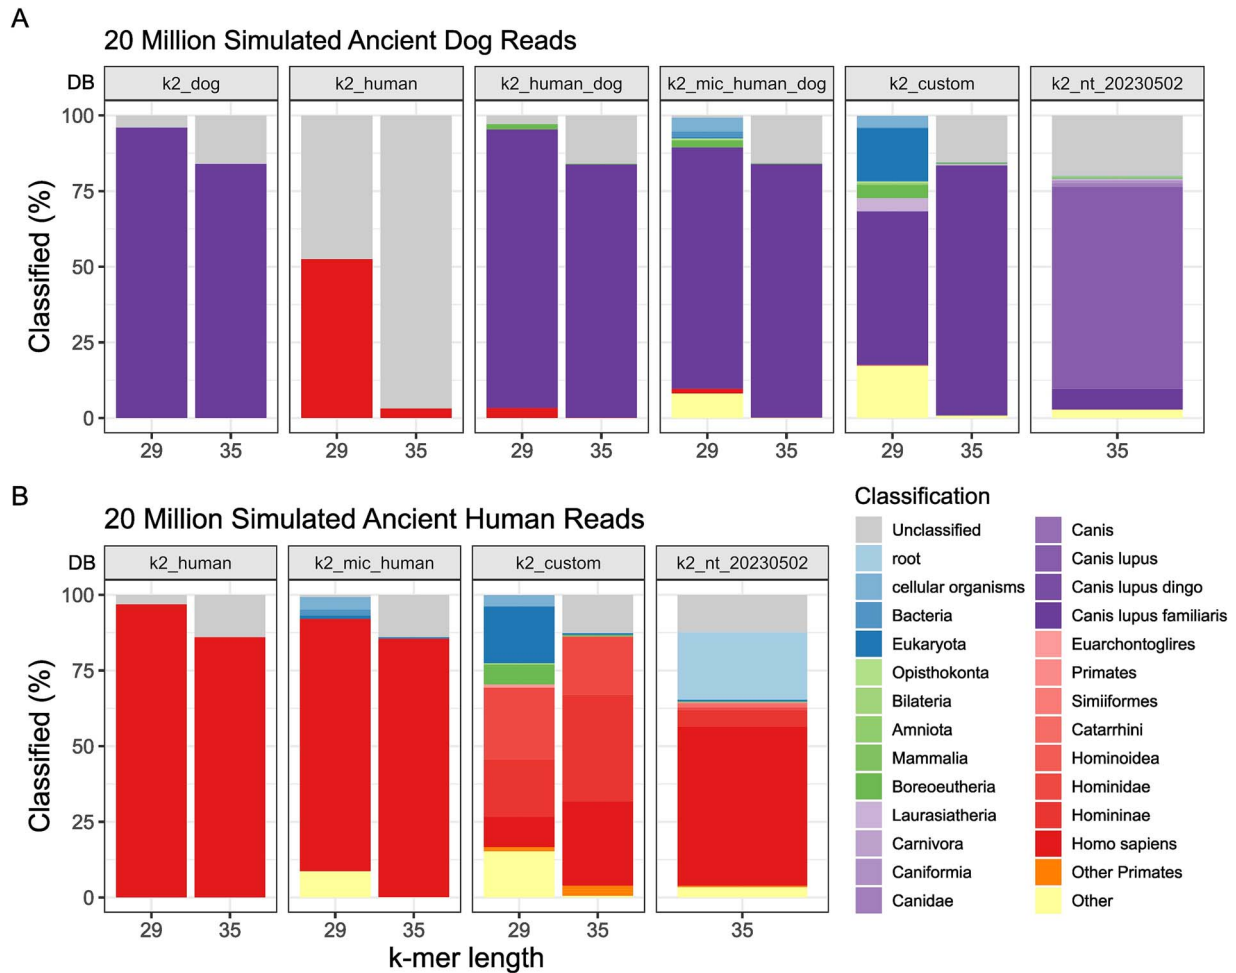 A
20 Million Simulated Ancient Dog Reads
DB k2_dog k2_human k2_human_dog k2_mic_human_dog k2_custom k2_nt_20230502
100
75
50
25
0
Classified (%)
29 35 29 35 29 35 29 35 29 35 35
B
20 Million Simulated Ancient Human Reads
DB k2_human k2_mic_human k2_custom k2_nt_20230502
100
75
50
25
0
Classified (%)
29 35 29 35 29 35 35
k-mer length
Classification
Unclassified
root
cellular organisms
Bacteria
Eukaryota
Opisthokonta
Bilateria
Amniota
Mammalia
Boreoeutheria
Laurasiatheria
Carnivora
Caniformia
Canidae
Canis
Canis lupus
Canis lupus dingo
Canis lupus familiaris
Euarchontoglires
Primates
Simiiformes
Catarrhini
Hominoidea
Hominidae
Homininae
Homo sapiens
Other Primates
Other